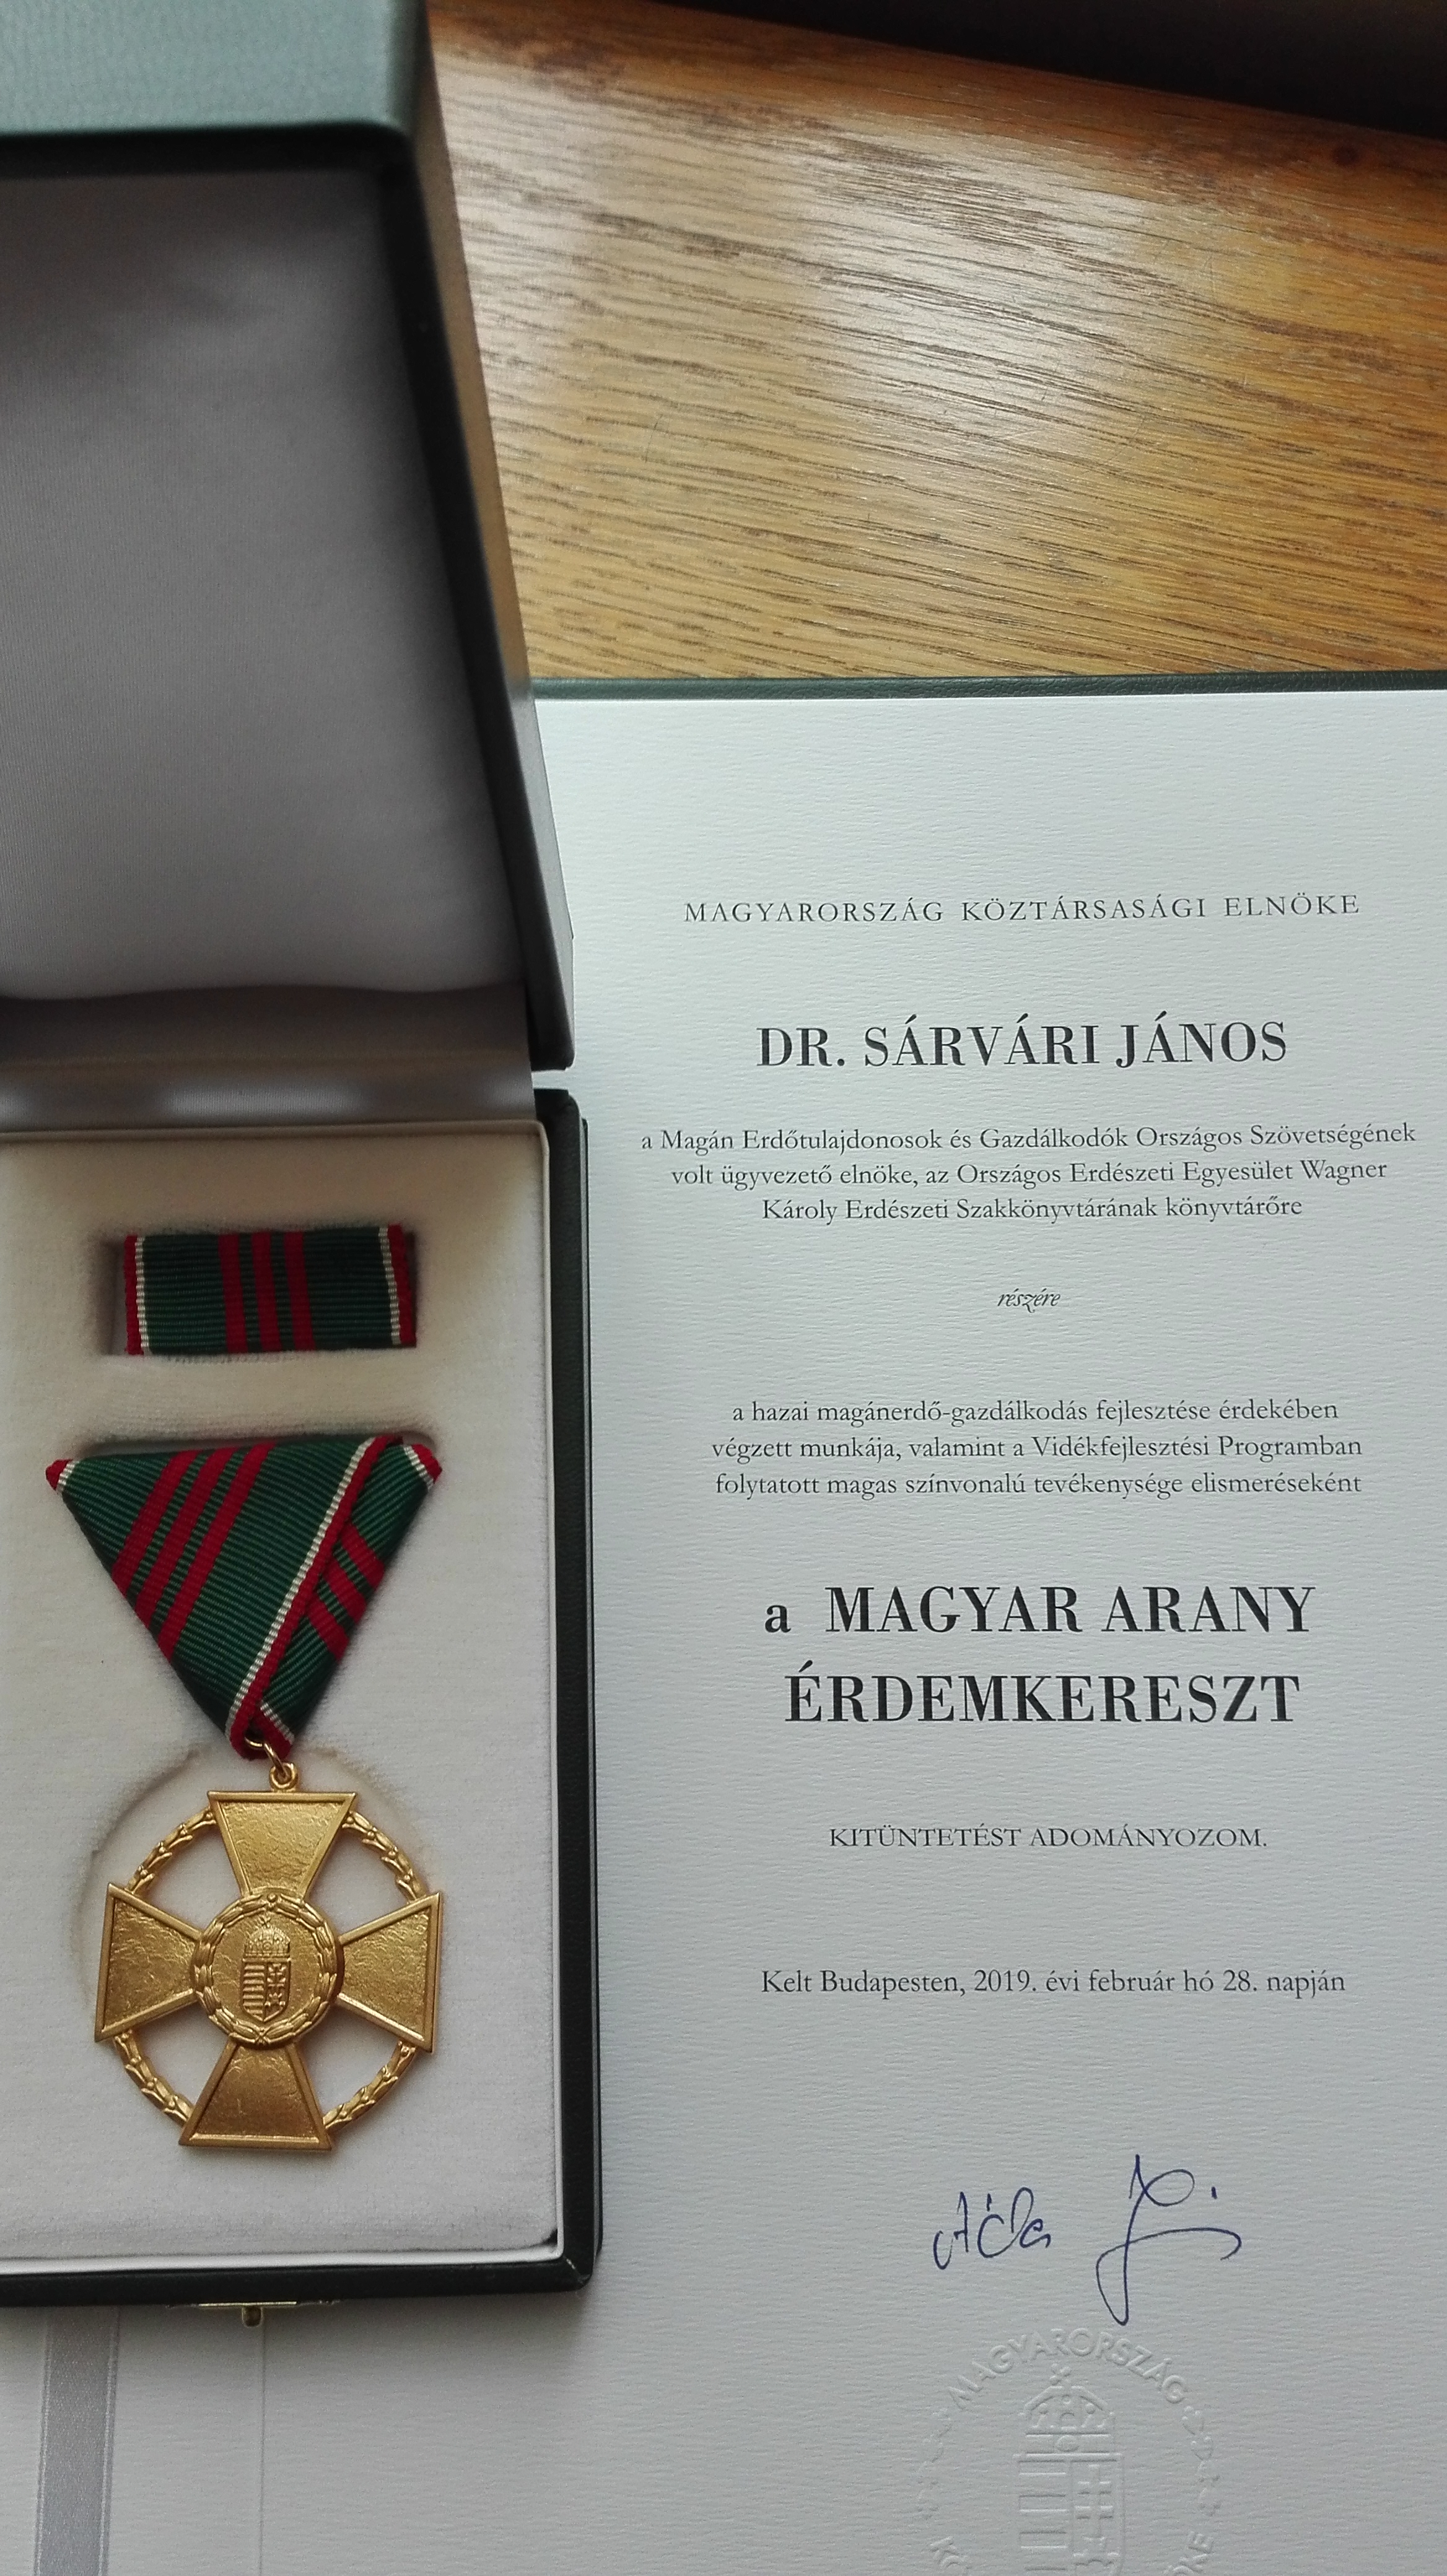 MAGYARORSZÁG KÖZTÁRSASÁGI ELNÖKE
DR. SÁRVÁRI JÁNOS
a Magán Erdőtulajdonosok és Gazdálkodók Országos Szövetségének
volt ügyvezető elnöke, az Országos Erdészeti Egyesület Wagner
Károly Erdészeti Szakkönyvtárának könyvtárőre
részére
a hazai magánerdő-gazdálkodás fejlesztése érdekében
végzett munkája, valamint a Vidékfejlesztési Programban
folytatott magas színvonalú tevékenysége elismeréseként
a MAGYAR ARANY
ÉRDEMKERESZT
KITÜNTETÉST ADOMÁNYOZOM.
Kelt Budapesten, 2019. évi február hó 28. napján
MAGYARORSZÁG